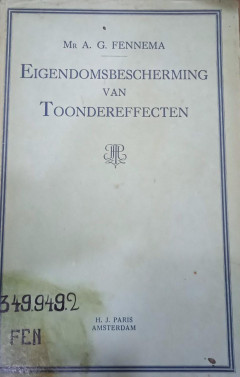 Mr A. G. FENNEMA
EIGENDOMSBESCHERMING
VAN
TOONDEREFFECTEN
H. J. PARIS
AMSTERDAM
349.949.2
FEN